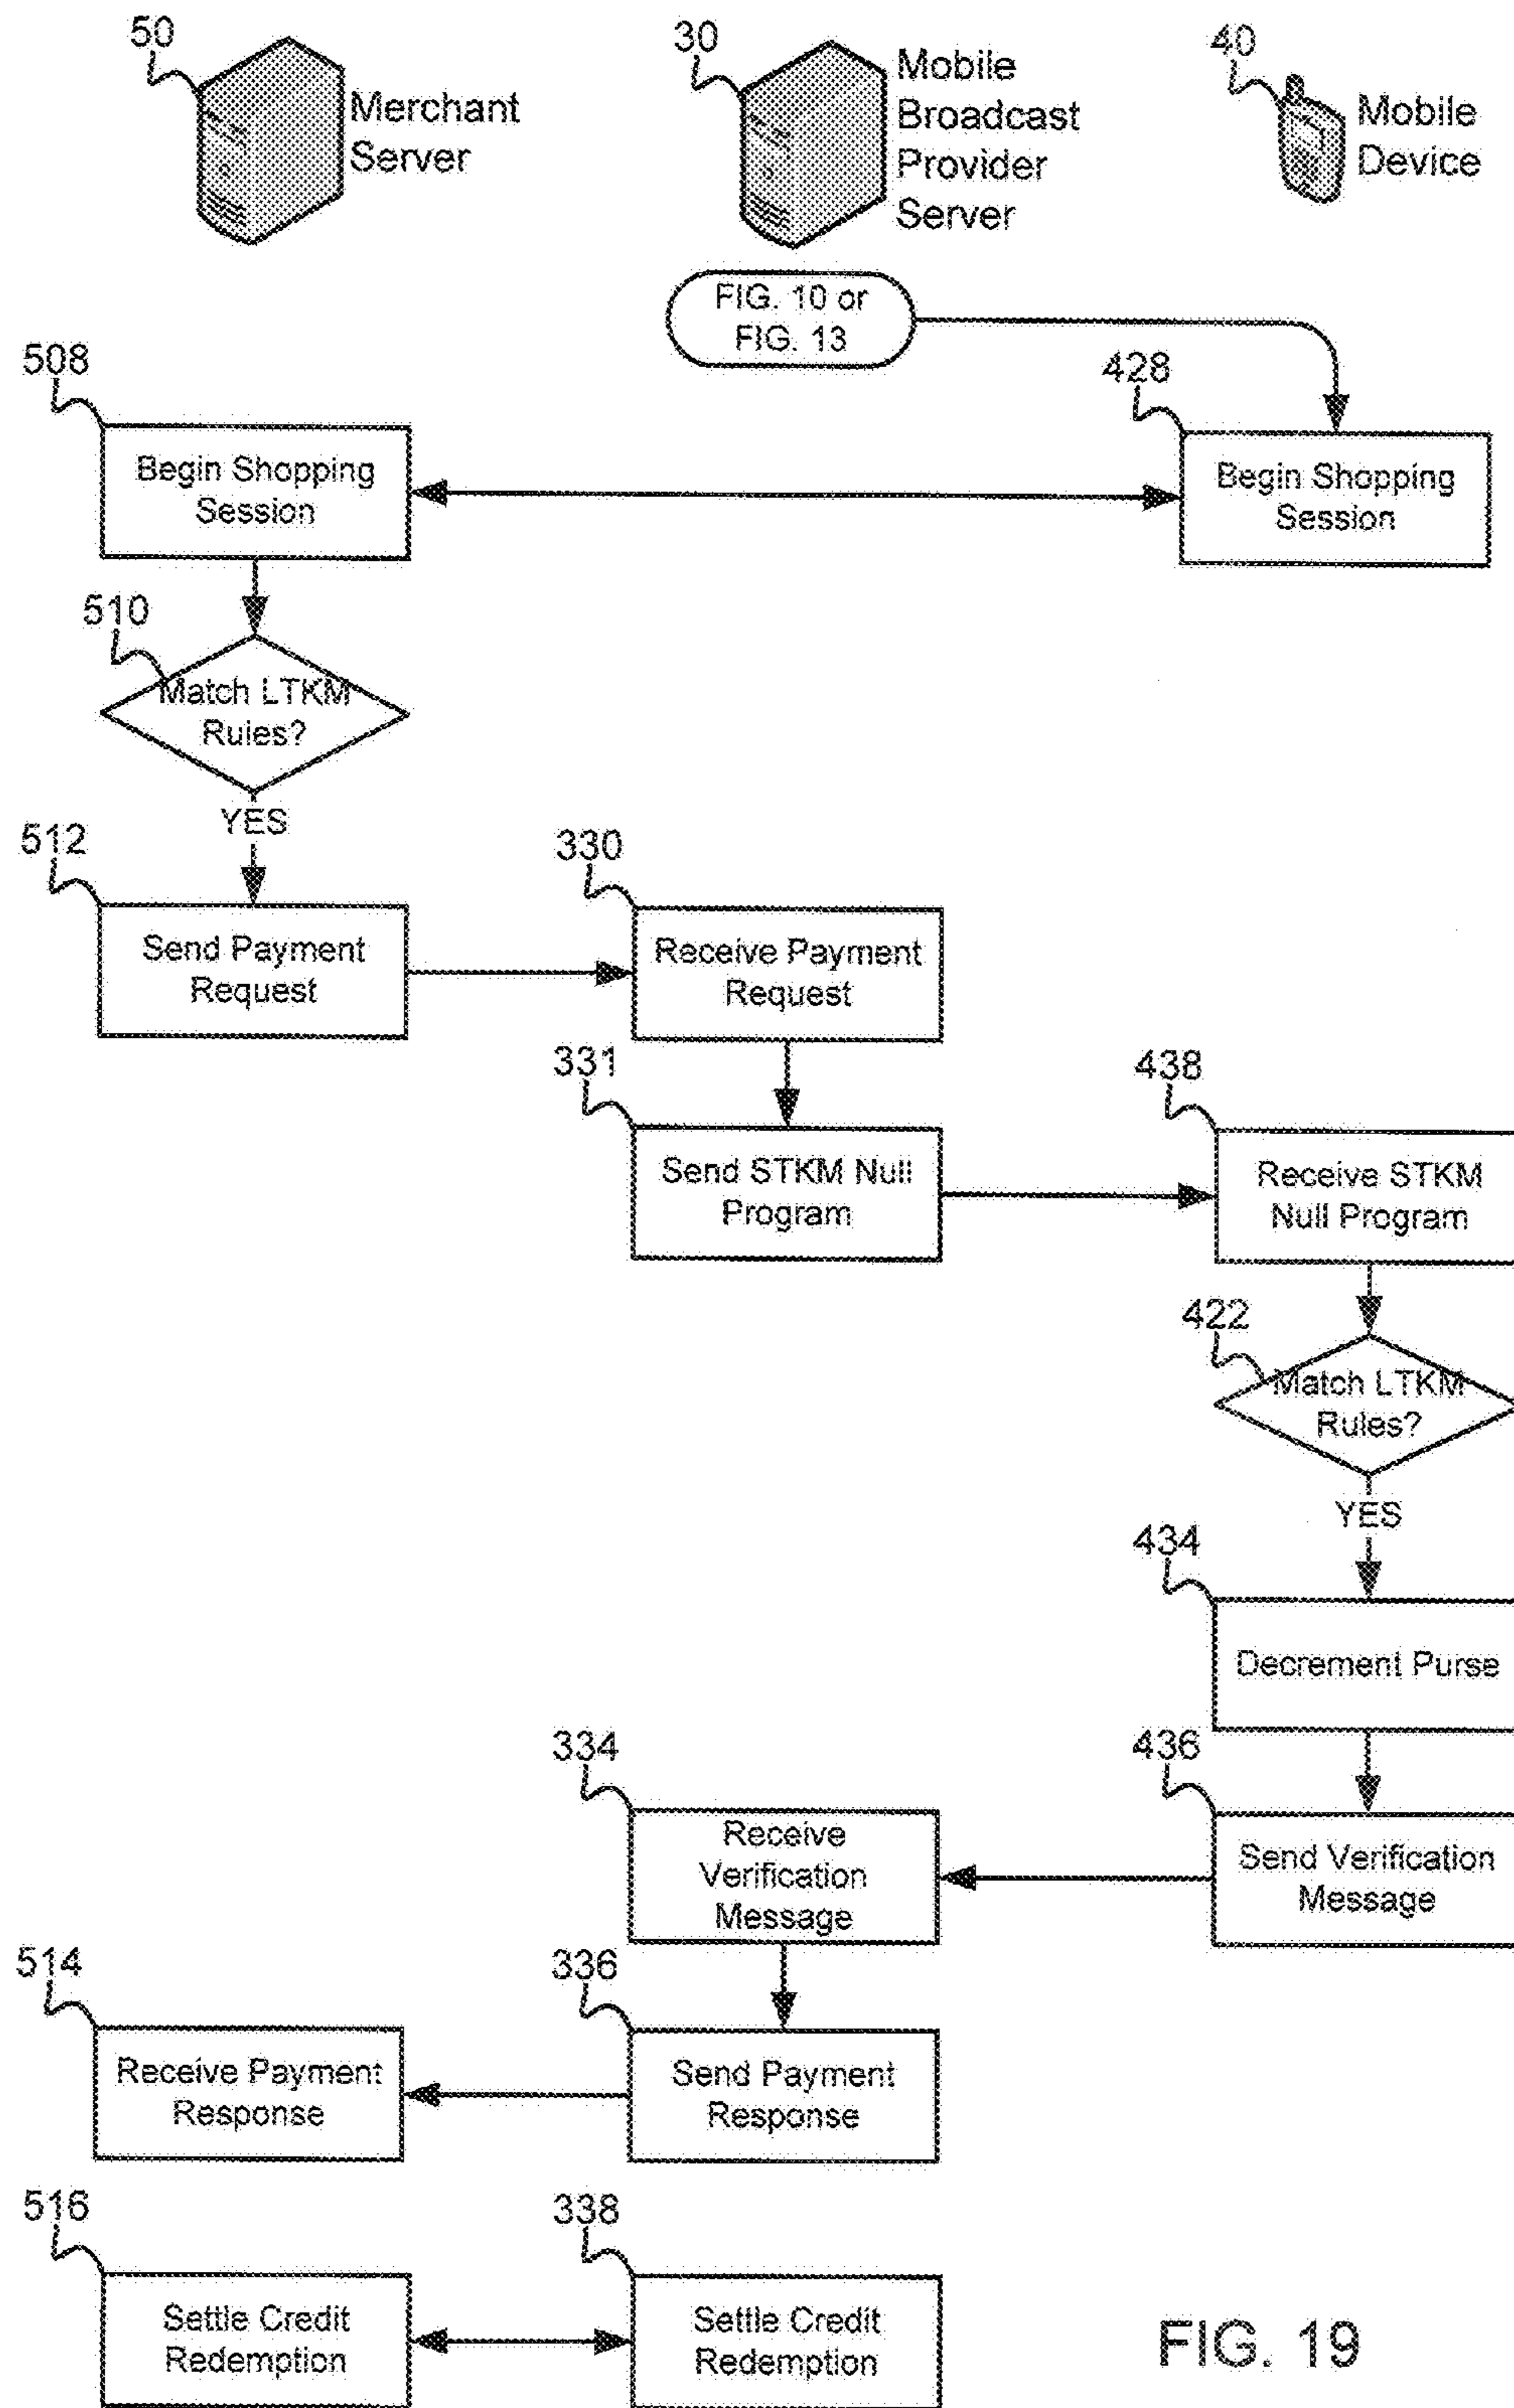 50
Merchant
Server
30
Mobile
Broadcast
Provider
Server
40
Mobile
Device
FIG. 10 or
FIG. 13
508
Begin Shopping
Session
428
Begin Shopping
Session
510
Match LTKM
Rules?
YES
512
Send Payment
Request
330
Receive Payment
Request
331
Send STKM Null
Program
438
Receive STKM
Null Program
422
Match LTKM
Rules?
YES
434
Decrement Purse
436
Send Verification
Message
334
Receive
Verification
Message
336
Send Payment
Response
514
Receive Payment
Response
516
Settle Credit
Redemption
338
Settle Credit
Redemption
FIG. 19